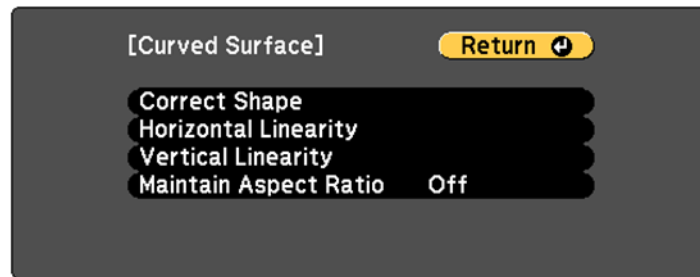 [Curved Surface] Return
Correct Shape
Horizontal Linearity
Vertical Linearity
Maintain Aspect Ratio Off